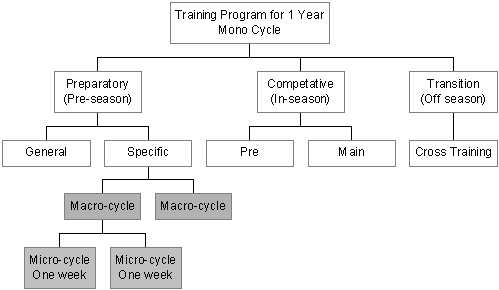 Training Program for 1 Year
Mono Cycle
Preparatory
(Pre-season)
Competative
(In-season)
Transition
(Off season)
General
Specific
Pre
Main
Cross Training
Macro-cycle
Macro-cycle
Micro-cycle
One week
Micro-cycle
One week